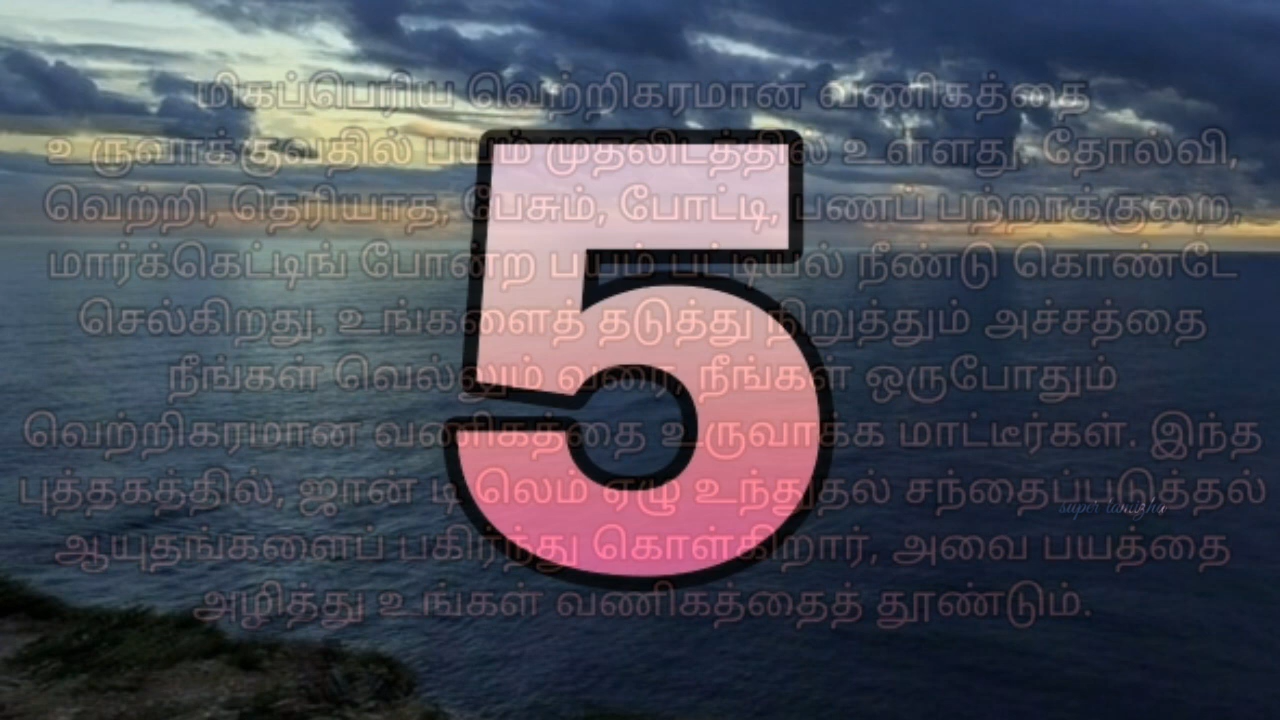 மிகப்பெரிய வெற்றிகரமான வணிகத்தை
உருவாக்குவதில் பயம் முதலிடத்தில் உள்ளது, தோல்வி,
வெற்றி, தெரியாத, பேசும், போட்டி, பணப் பற்றாக்குறை,
மார்க்கெட்டிங் போன்ற பயம் பட்டியல் நீண்டு கொண்டே
செல்கிறது. உங்களைத் தடுத்து நிறுத்தும் அச்சத்தை
நீங்கள் வெல்லும் வரை, நீங்கள் ஒருபோதும்
வெற்றிகரமான வணிகத்தை உருவாக்க மாட்டீர்கள். இந்த
புத்தகத்தில், ஜான் டி லெம் ஏழு உந்துதல் சந்தைப்படுத்தல்
super tamizha
ஆயுதங்களைப் பகிர்ந்து கொள்கிறார், அவை பயத்தை
அழித்து உங்கள் வணிகத்தைத் தூண்டும்.
5